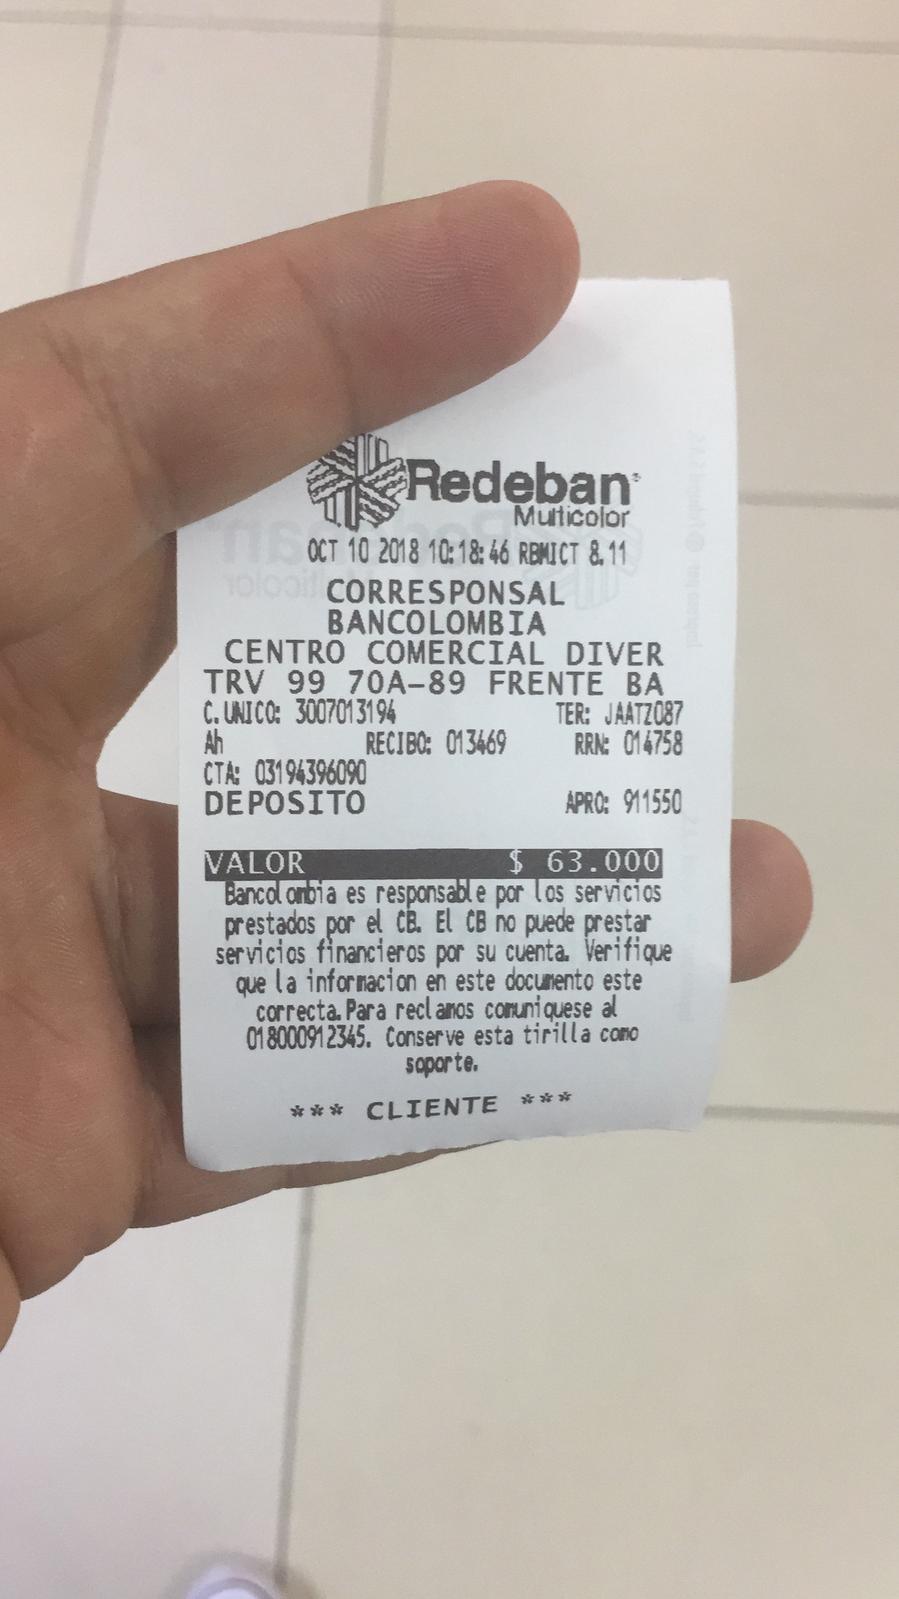 Redeban
Multicolor
OCT 10 2018 10:18:46 RBMICT 8.11
CORRESPONSAL
BANCOLOMBIA
CENTRO COMERCIAL DIVER
TRV 99 70A-89 FRENTE BA
C. UNICO: 3007013194 TER: JAATZ087
Ah RECIBO: 013469 RRN: 014758
CTA: 03194396090
DEPOSITO APRO: 911550
VALOR $ 63.000
Bancolombia es responsable por los servicios
prestados por el CB. El CB no puede prestar
servicios financieros por su cuenta. Verifique
que la informacion en este documento este
correcta. Para reclamos comuniquese al
018000912345. Conserve esta tirilla como
soporte.
*** CLIENTE ***